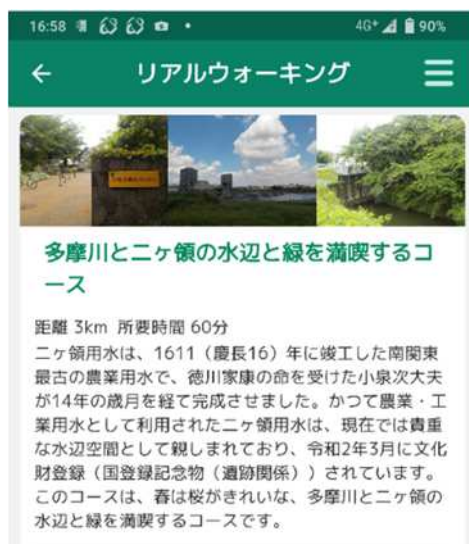 16:58 4G+ 90%
リアルウォーキング
多摩川と二ヶ領の水辺と緑を満喫するコ
ース
距離 3km 所要時間 60分
二ヶ領用水は、1611（慶長16）年に竣工した南関東
最古の農業用水で、徳川家康の命を受けた小泉次大夫
が14年の歳月を経て完成させました。かつて農業・工
業用水として利用された二ヶ領用水は、現在では貴重
な水辺空間として親しまれており、令和2年3月に文化
財登録（国登録記念物（遺跡関係））されています。
このコースは、春は桜がきれいな、多摩川と二ヶ領の
水辺と緑を満喫するコースです。